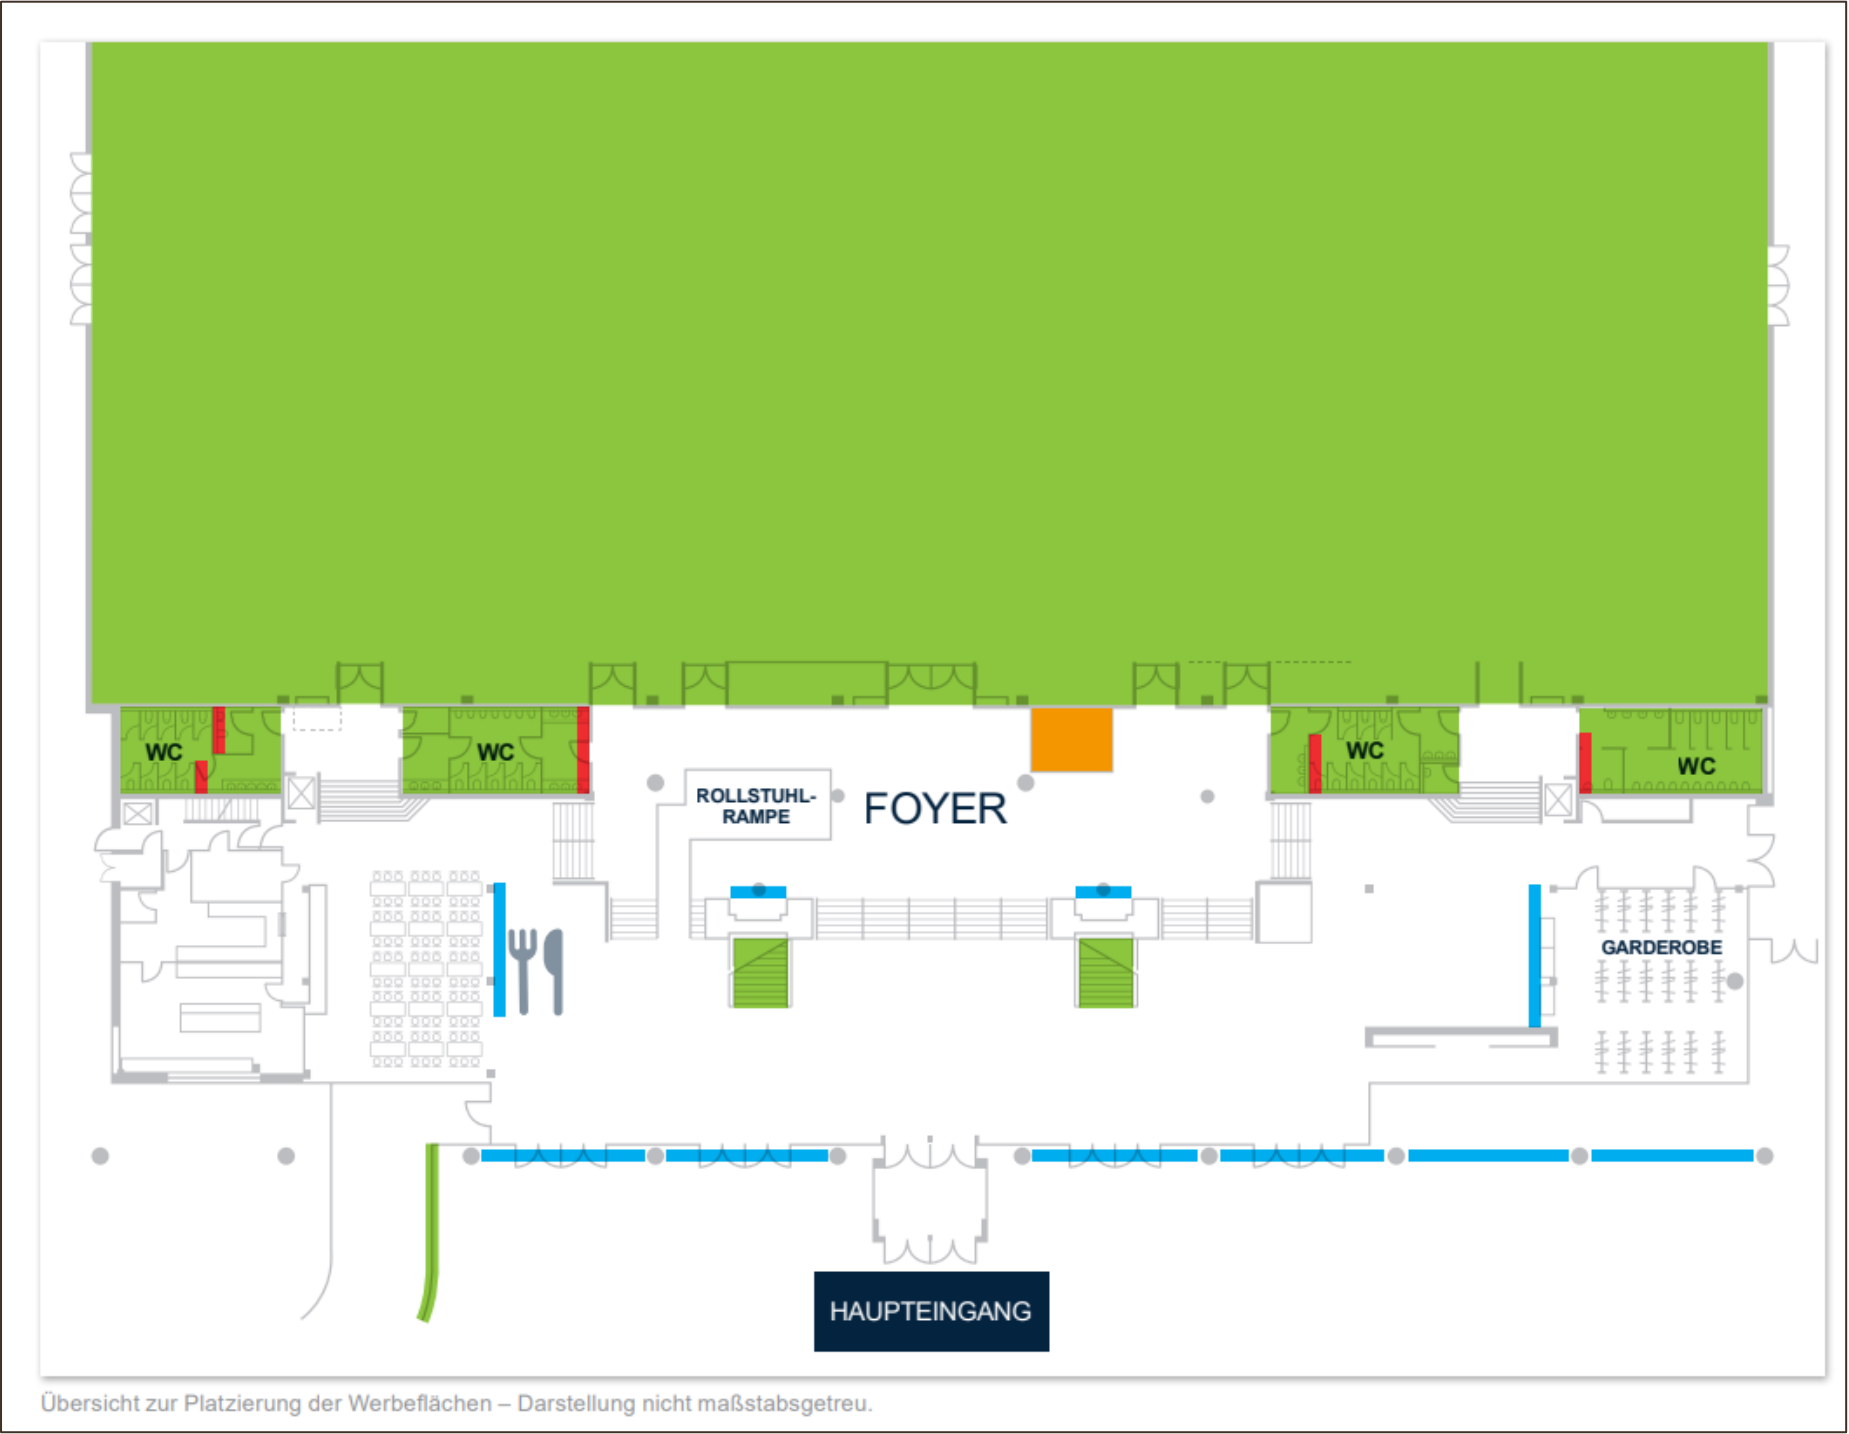 WC
WC
WC
WC
ROLLSTUHL-
RAMPE
FOYER
GARDEROBE
HAUPTEINGANG
Übersicht zur Platzierung der Werbeflächen – Darstellung nicht maßstabsgetreu.